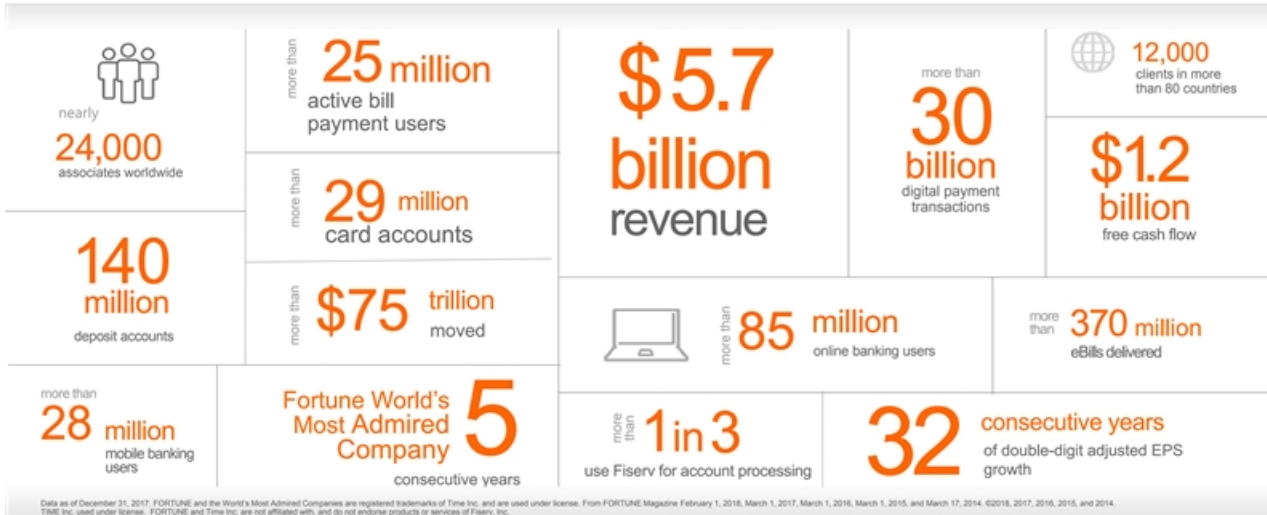 nearly
24,000
associates worldwide
more than
25 million
active bill
payment users
more than
29 million
card accounts
more than
$75 trillion
moved
140
million
deposit accounts
more than
28 million
mobile banking
users
Fortune World's
Most Admired
Company
5
consecutive years
$5.7
billion
revenue
more than
30
billion
digital payment
transactions
12,000
clients in more
than 80 countries
$1.2
billion
free cash flow
more than
85 million
online banking users
more
than
370 million
eBills delivered
more
than
1 in 3
use Fiserv for account processing
32
consecutive years
of double-digit adjusted EPS
growth
Data as of December 31, 2017. FORTUNE and the World's Most Admired Companies are registered trademarks of Time Inc. and are used under license. From FORTUNE Magazine February 1, 2018, March 1, 2017, March 1, 2016, March 1, 2015, and March 17, 2014. ©2018, 2017, 2016, 2015, and 2014.
TIME Inc. used under license. FORTUNE and Time Inc. are not affiliated with, and do not endorse products or services of Fiserv, Inc.